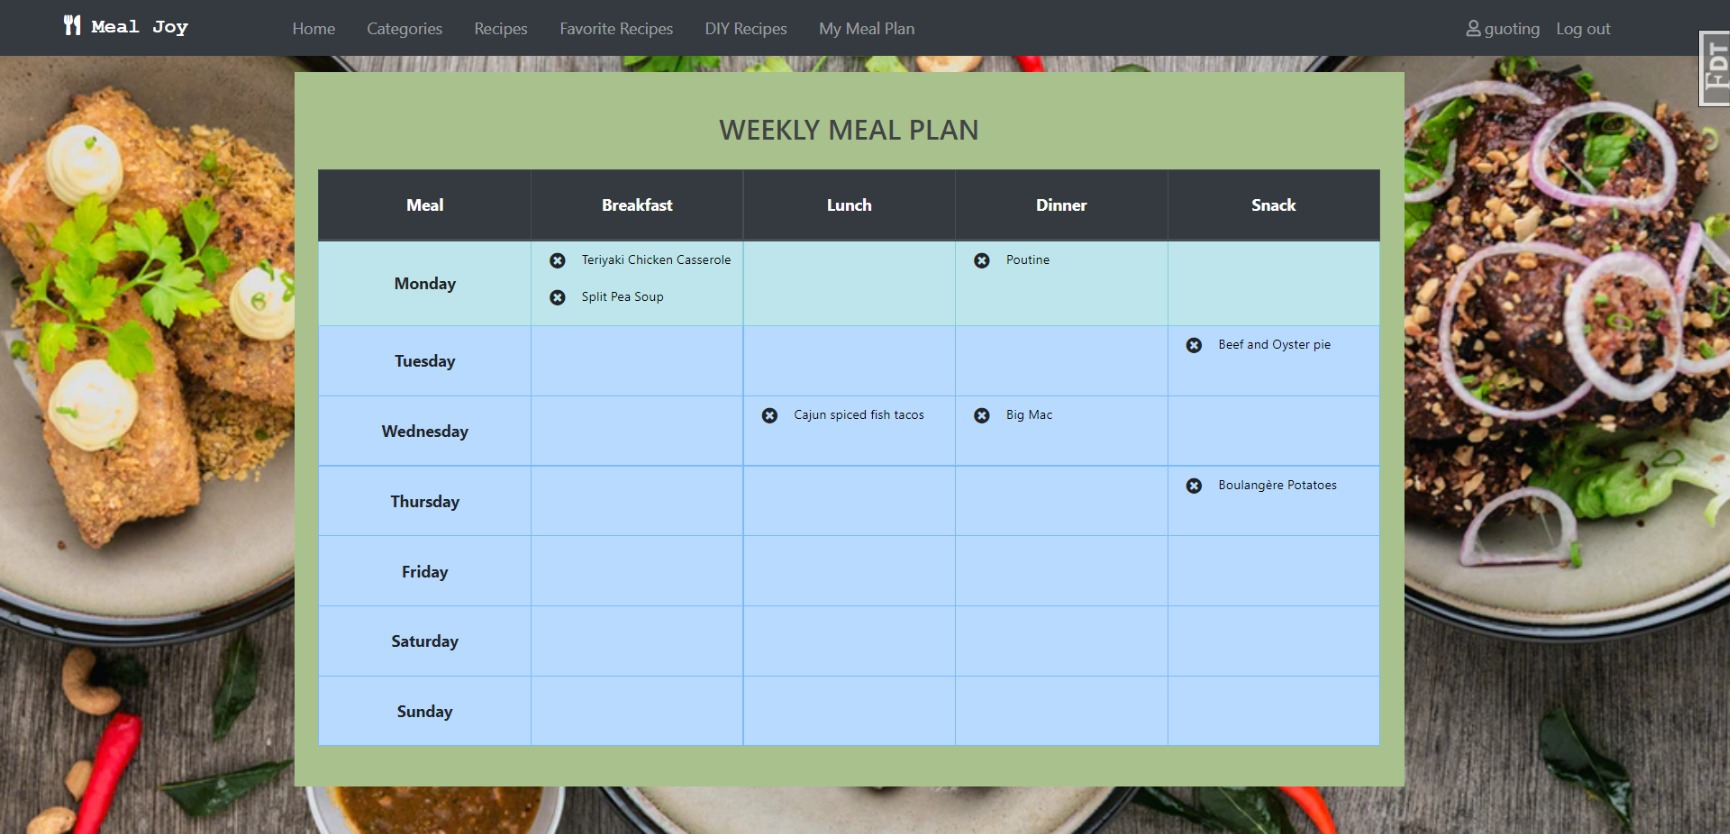 Meal Joy Home Categories Recipes Favorite Recipes DIY Recipes My Meal Plan guoting Log out
FDT
WEEKLY MEAL PLAN
Meal Breakfast Lunch Dinner Snack
Monday
Teriyaki Chicken Casserole
Split Pea Soup
Poutine
Tuesday
Beef and Oyster pie
Wednesday
Cajun spiced fish tacos
Big Mac
Thursday
Boulangère Potatoes
Friday
Saturday
Sunday